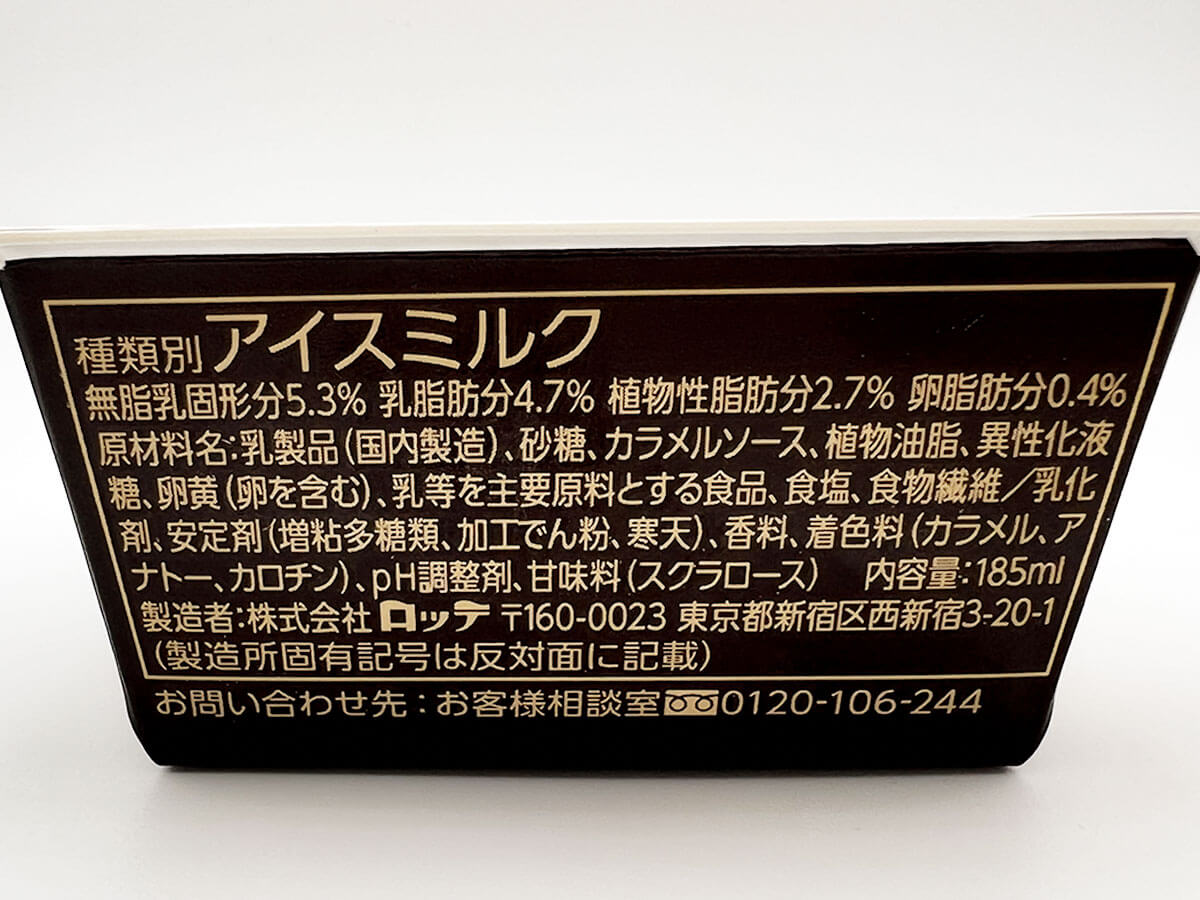 種類別 アイスミルク
無脂乳固形分5.3% 乳脂肪分4.7% 植物性脂肪分2.7% 卵脂肪分0.4%
原材料名:乳製品(国内製造)、砂糖、カラメルソース、植物油脂、異性化液
糖、卵黄(卵を含む)、乳等を主要原料とする食品、食塩、食物繊維/乳化
剤、安定剤(増粘多糖類、加工でん粉、寒天)、香料、着色料(カラメル、ア
ナトー、カロチン)、pH調整剤、甘味料(スクラロース) 内容量:185ml
製造者:株式会社 ロッテ 〒160-0023 東京都新宿区西新宿3-20-1
(製造所固有記号は反対面に記載)
お問い合わせ先:お客様相談室 0120-106-244